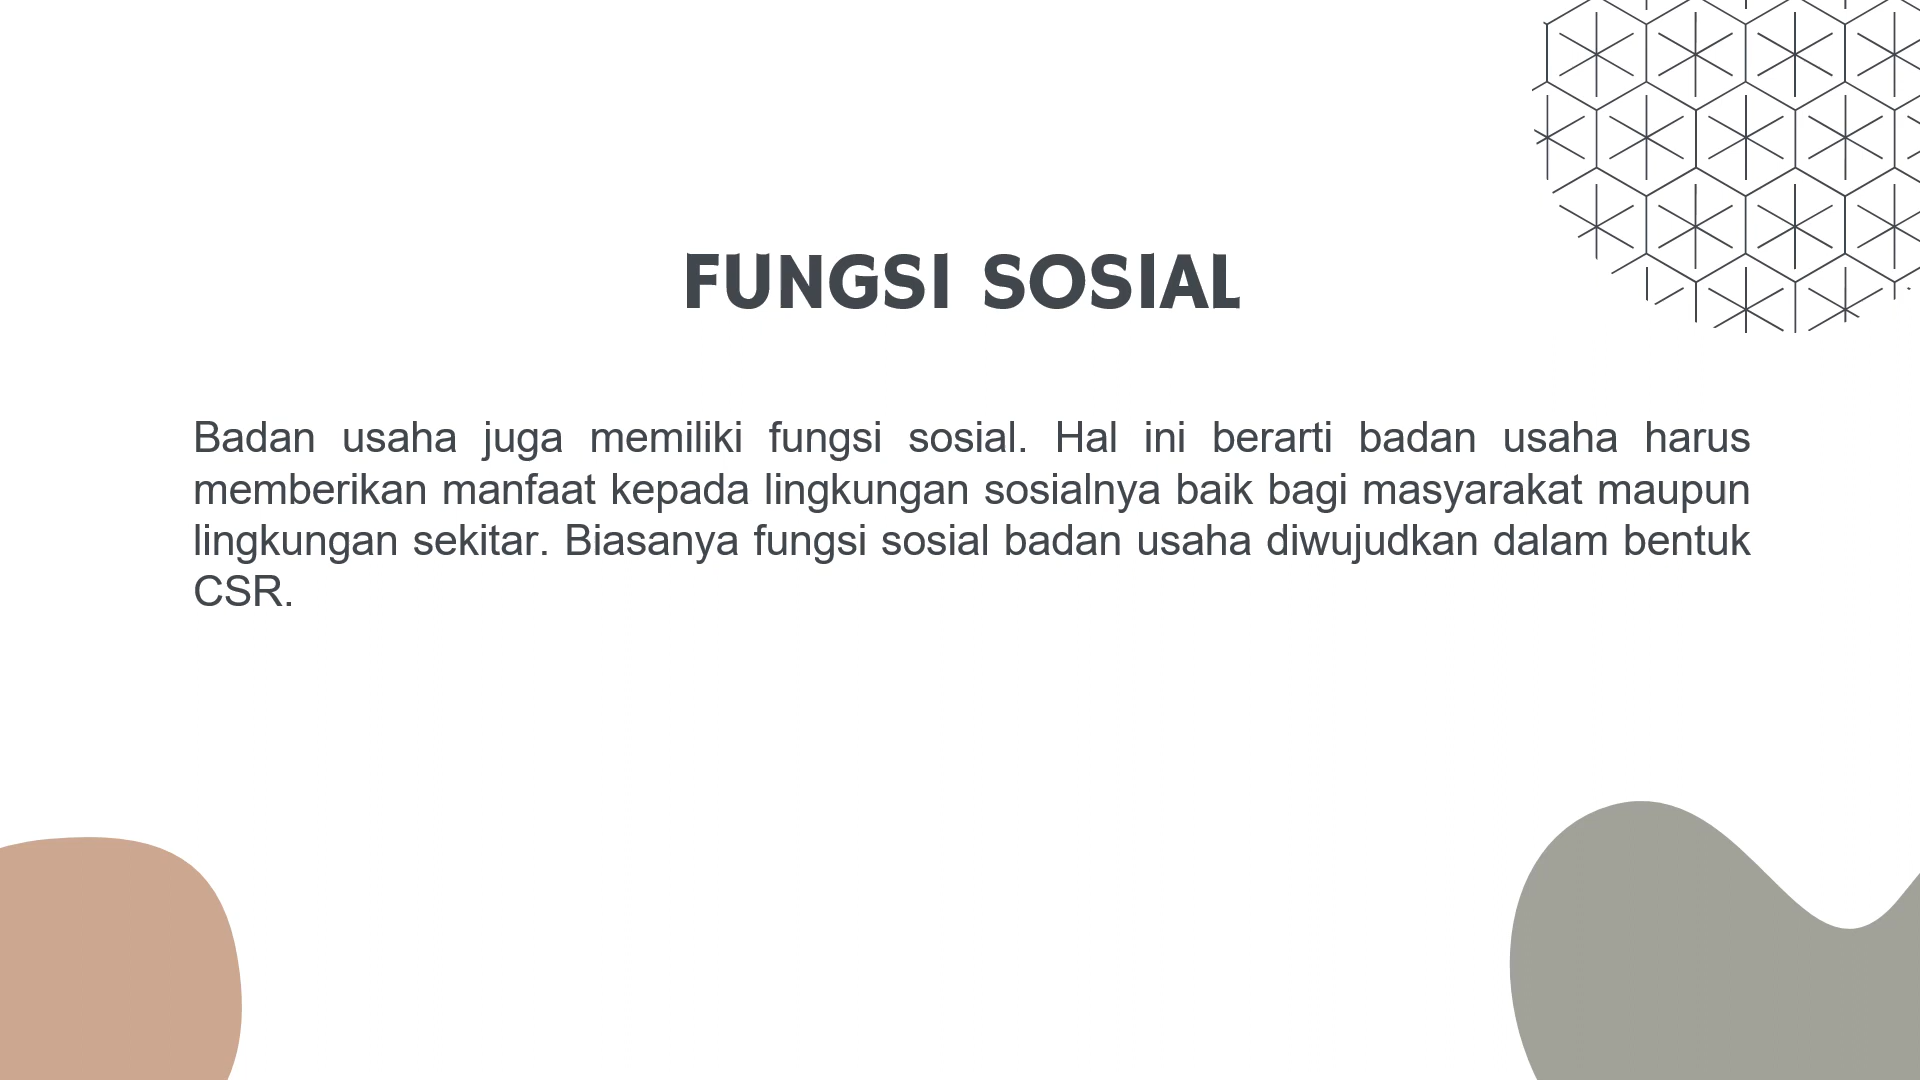 FUNGSI SOSIAL
Badan usaha juga memiliki fungsi sosial. Hal ini berarti badan usaha harus
memberikan manfaat kepada lingkungan sosialnya baik bagi masyarakat maupun
lingkungan sekitar. Biasanya fungsi sosial badan usaha diwujudkan dalam bentuk
CSR.